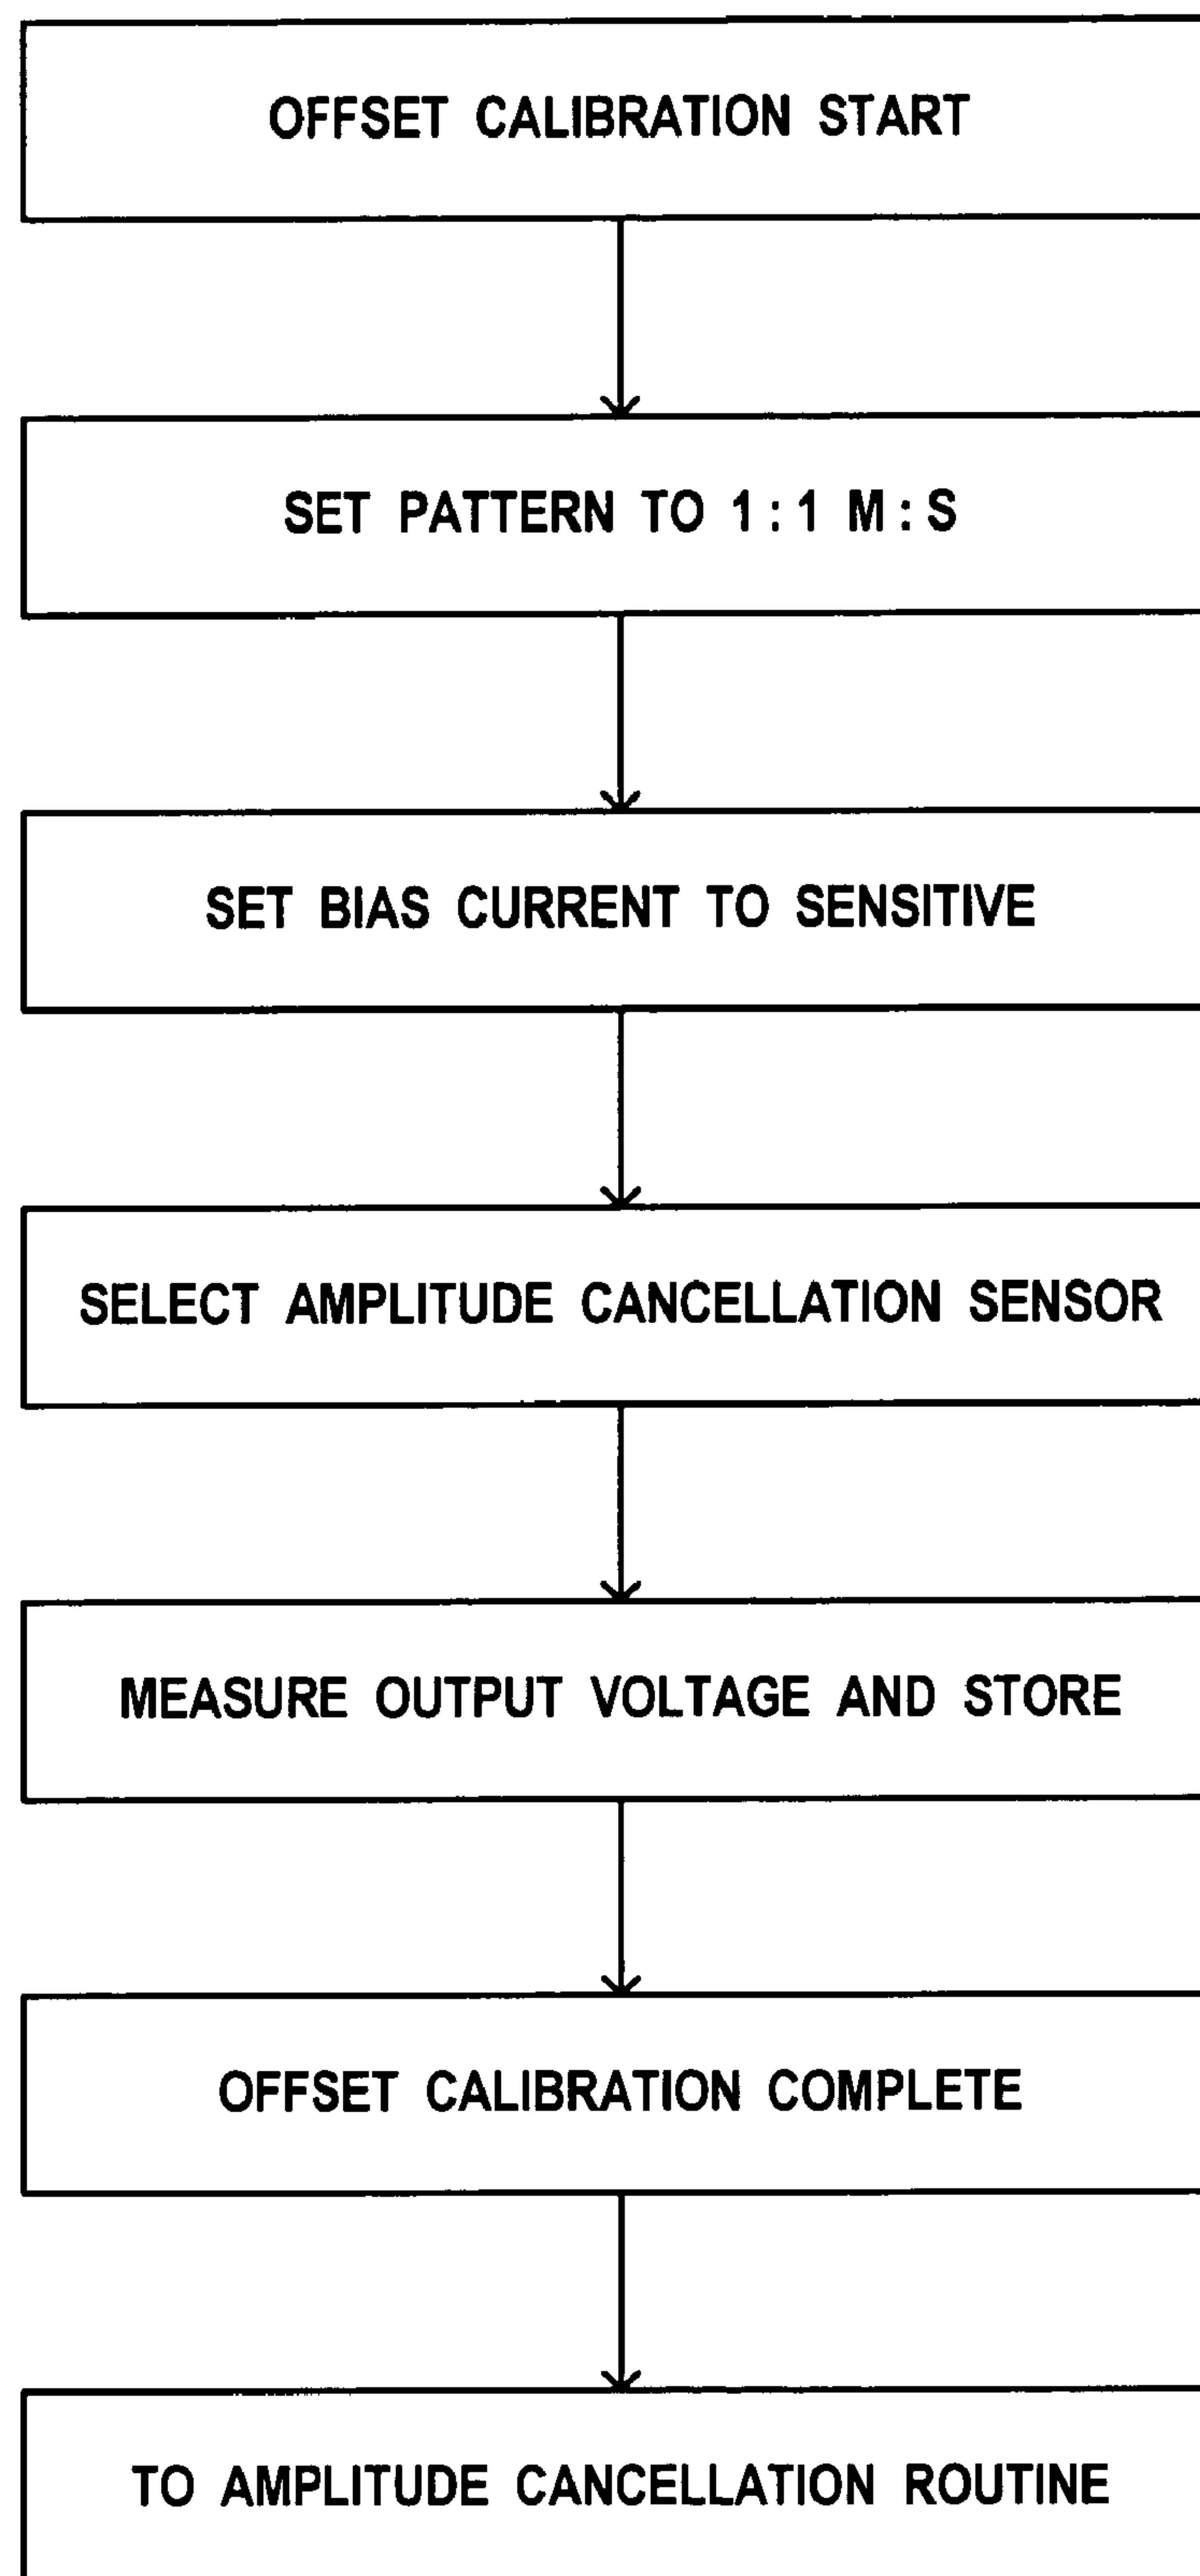 OFFSET CALIBRATION START
SET PATTERN TO 1:1 M:S
SET BIAS CURRENT TO SENSITIVE
SELECT AMPLITUDE CANCELLATION SENSOR
MEASURE OUTPUT VOLTAGE AND STORE
OFFSET CALIBRATION COMPLETE
TO AMPLITUDE CANCELLATION ROUTINE